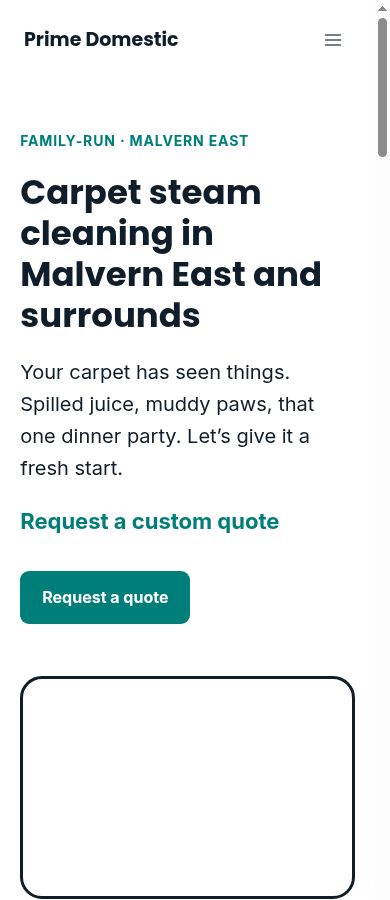 Prime Domestic
FAMILY-RUN · MALVERN EAST
Carpet steam
cleaning in
Malvern East and
surrounds
Your carpet has seen things.
Spilled juice, muddy paws, that
one dinner party. Let’s give it a
fresh start.
Request a custom quote
Request a quote